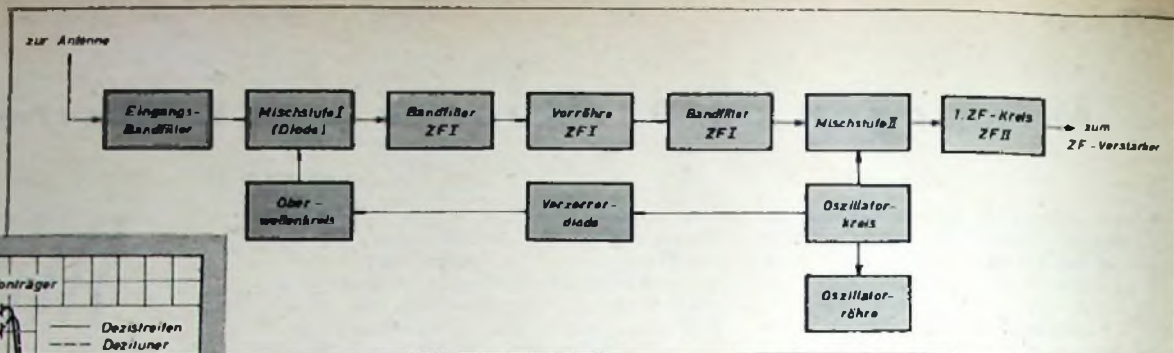 zur Antenne
Eingangs-
Bandfilter
Mischstufe I
(Diode)
Bandfilter
ZF I
Vorröhre
ZF I
Bandfilter
ZF I
Mischstufe II
1. ZF-Kreis
ZF II
zum
ZF-Verstärker
Ober-
wellenkreis
Verzerrer-
diode
Oszillator-
kreis
Oszillator-
röhre
onträger
Dezistreifen
Dezituner